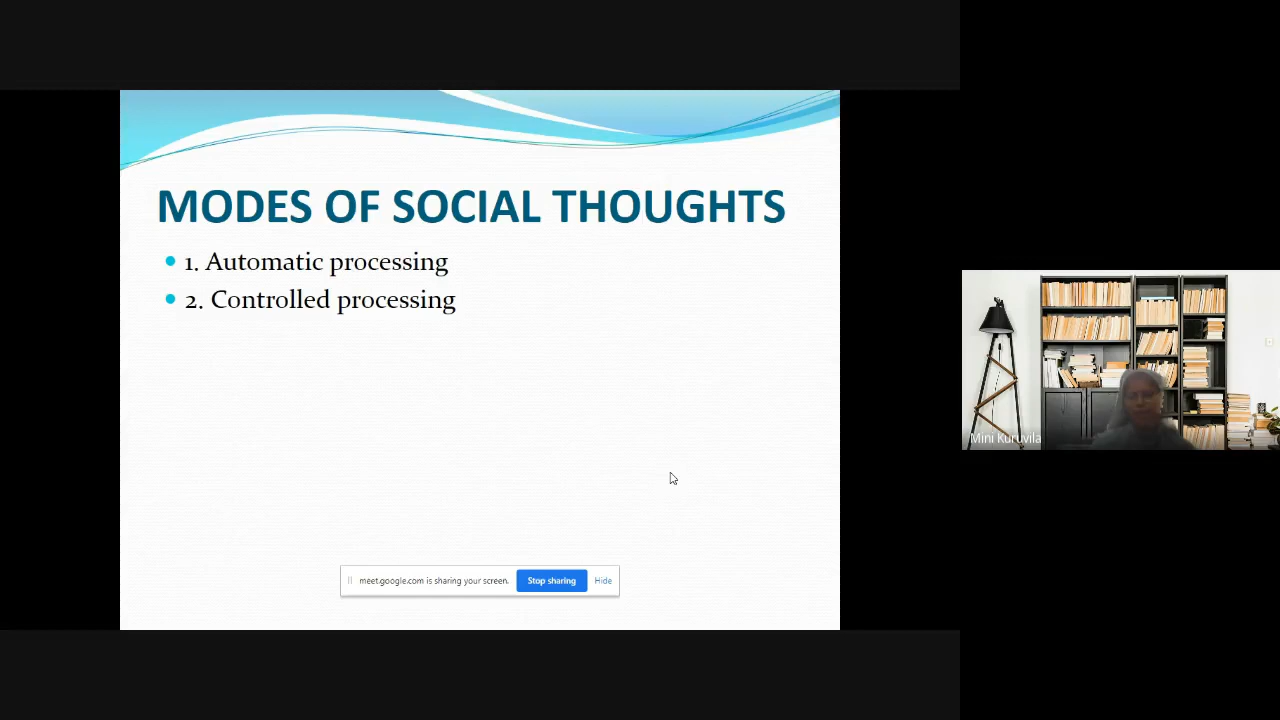 MODES OF SOCIAL THOUGHTS
1. Automatic processing
2. Controlled processing
Mini Kuruvila
meet.google.com is sharing your screen.
Stop sharing
Hide